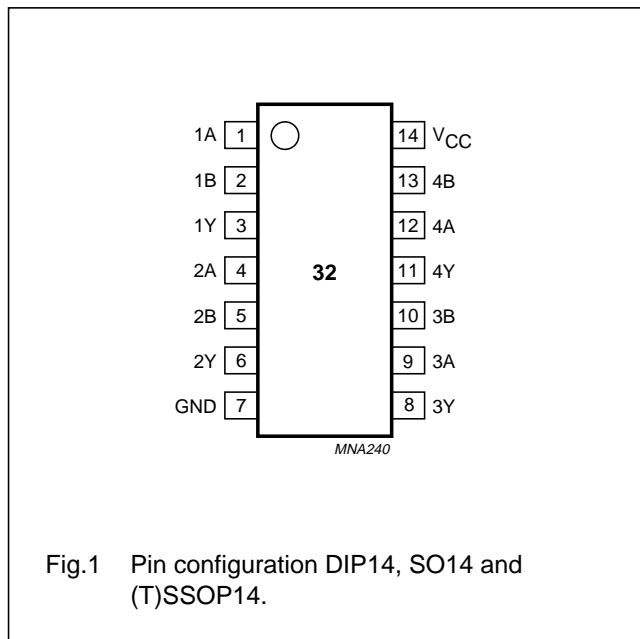 1A 1 14 VCC
1B 2 13 4B
1Y 3 12 4A
2A 4 32 11 4Y
2B 5 10 3B
2Y 6 9 3A
GND 7 8 3Y
MNA240
Fig.1 Pin configuration DIP14, SO14 and
(T)SSOP14.